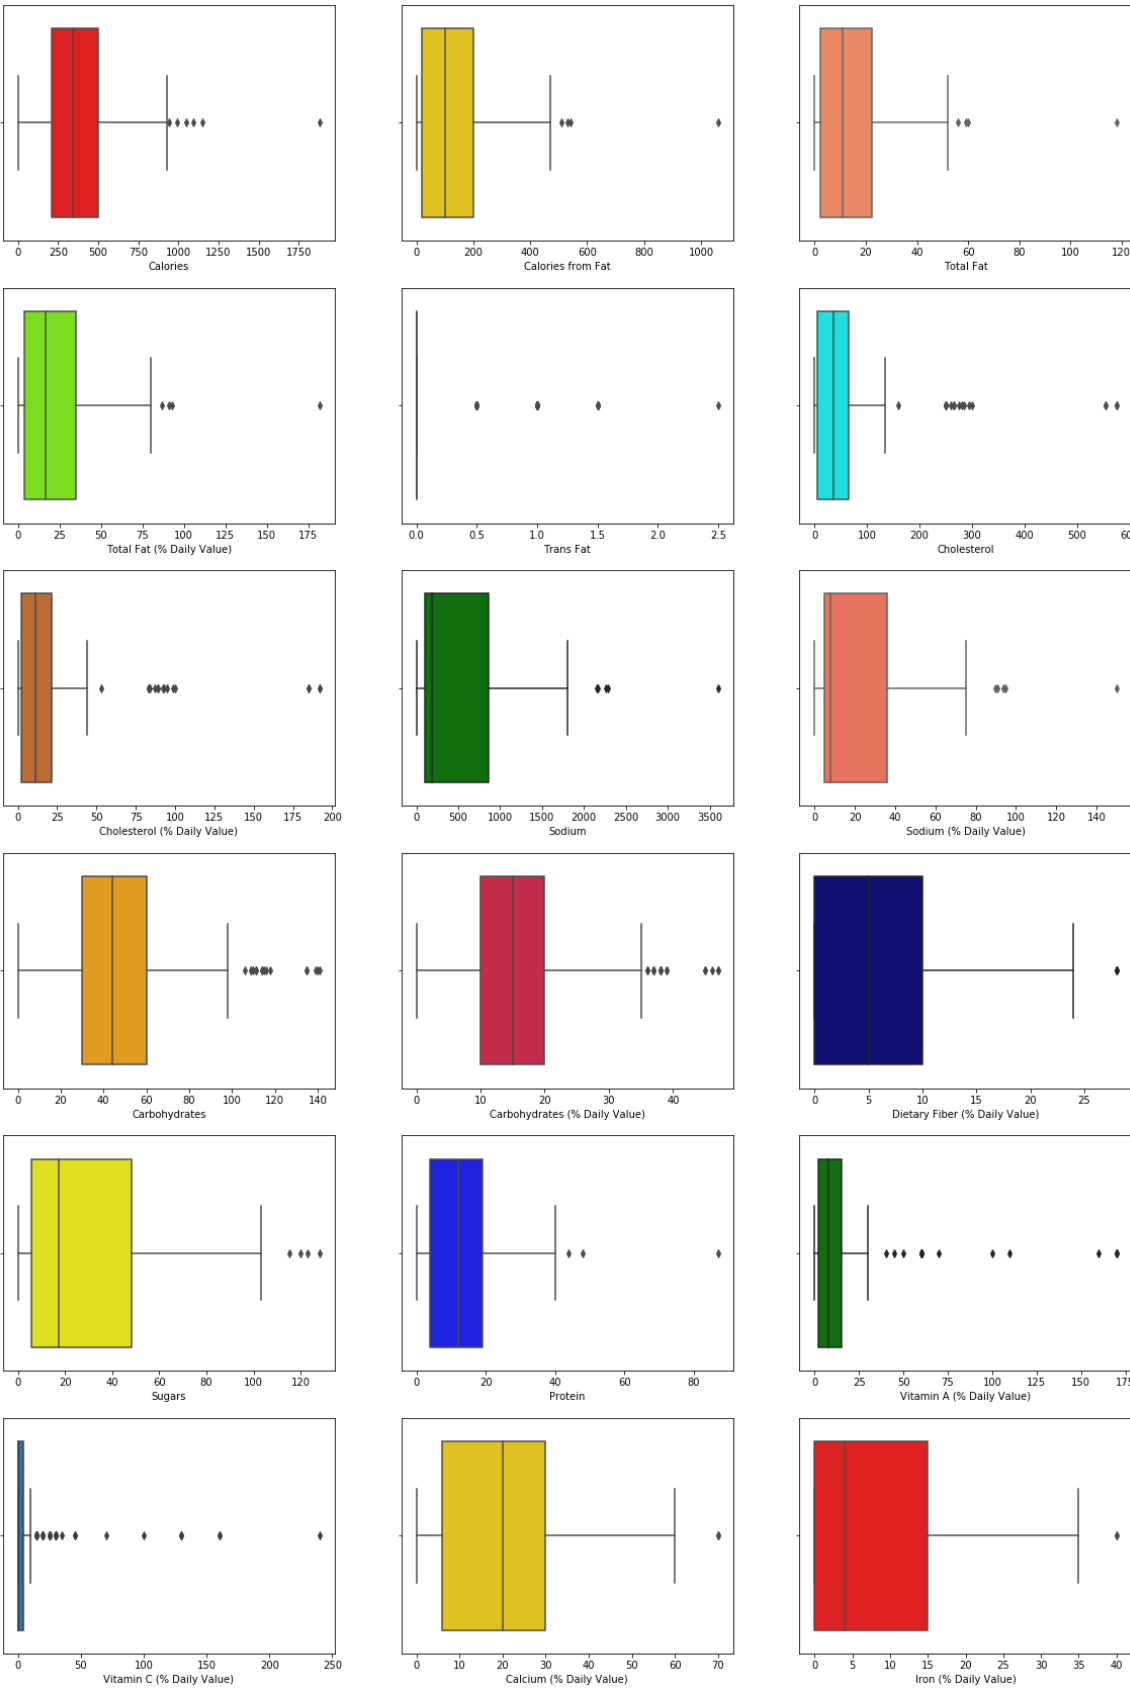 0 250 500 750 1000 1250 1500 1750
Calories
0 200 400 600 800 1000
Calories from Fat
0 20 40 60 80 100 120
Total Fat
0 25 50 75 100 125 150 175
Total Fat (% Daily Value)
0.0 0.5 1.0 1.5 2.0 2.5
Trans Fat
0 100 200 300 400 500 600
Cholesterol
0 25 50 75 100 125 150 175 200
Cholesterol (% Daily Value)
0 500 1000 1500 2000 2500 3000 3500
Sodium
0 20 40 60 80 100 120 140
Sodium (% Daily Value)
0 20 40 60 80 100 120 140
Carbohydrates
0 10 20 30 40
Carbohydrates (% Daily Value)
0 5 10 15 20 25
Dietary Fiber (% Daily Value)
0 20 40 60 80 100 120
Sugars
0 20 40 60 80
Protein
0 25 50 75 100 125 150 175
Vitamin A (% Daily Value)
0 50 100 150 200 250
Vitamin C (% Daily Value)
0 10 20 30 40 50 60 70
Calcium (% Daily Value)
0 5 10 15 20 25 30 35 40
Iron (% Daily Value)